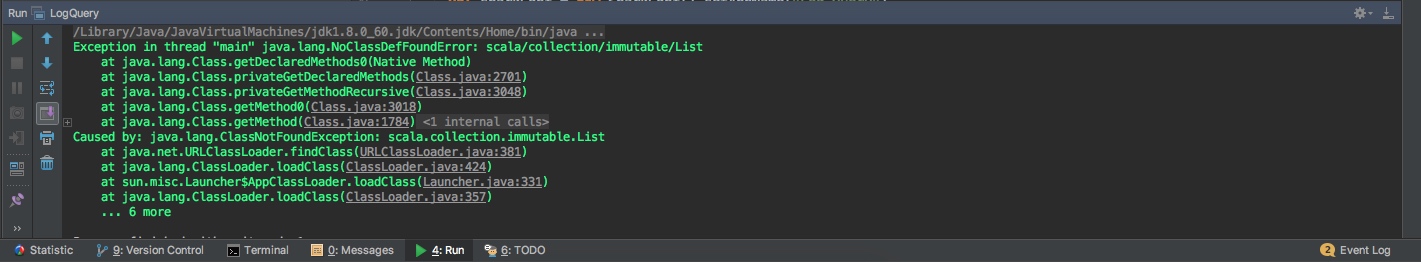 Run LogQuery
/Library/Java/JavaVirtualMachines/jdk1.8.0_60.jdk/Contents/Home/bin/java ...
Exception in thread "main" java.lang.NoClassDefFoundError: scala/collection/immutable/List
at java.lang.Class.getDeclaredMethods0(Native Method)
at java.lang.Class.privateGetDeclaredMethods(Class.java:2701)
at java.lang.Class.privateGetMethodRecursive(Class.java:3048)
at java.lang.Class.getMethod0(Class.java:3018)
at java.lang.Class.getMethod(Class.java:1784) <1 internal calls>
Caused by: java.lang.ClassNotFoundException: scala.collection.immutable.List
at java.net.URLClassLoader.findClass(URLClassLoader.java:381)
at java.lang.ClassLoader.loadClass(ClassLoader.java:424)
at sun.misc.Launcher$AppClassLoader.loadClass(Launcher.java:331)
at java.lang.ClassLoader.loadClass(ClassLoader.java:357)
... 6 more
Statistic 9: Version Control Terminal 0: Messages 4: Run 6: TODO 2 Event Log